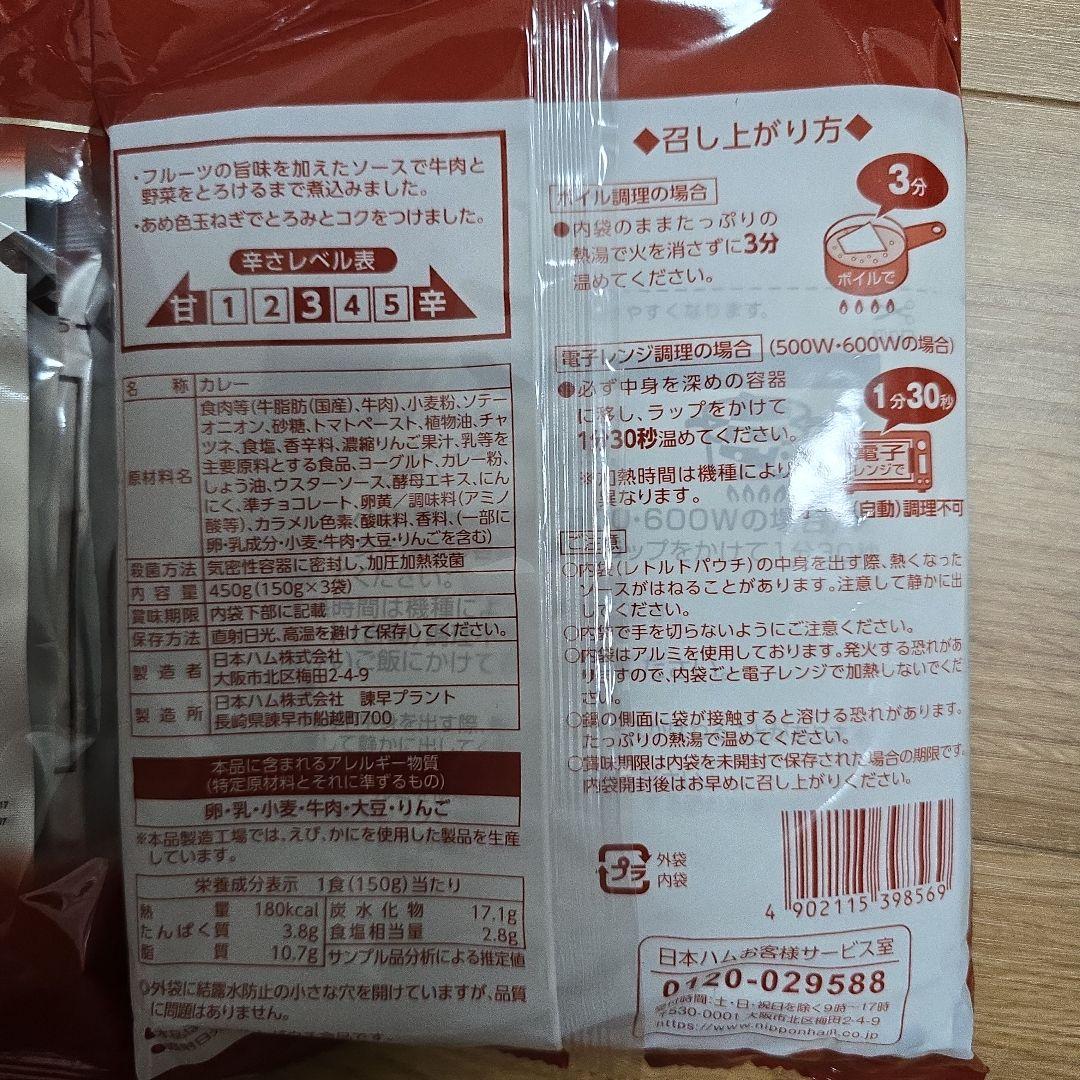 ・フルーツの旨味を加えたソースで牛肉と
野菜をとろけるまで煮込みました。
・あめ色玉ねぎでとろみとコクをつけました。
辛さレベル表
甘 1 2 3 4 5 辛
名 称 カレー
原材料名
食肉等(牛脂肪(国産)、牛肉)、小麦粉、ソテー
オニオン、砂糖、トマトペースト、植物油、チャ
ツネ、食塩、香辛料、濃縮りんご果汁、乳等を
主要原料とする食品、ヨーグルト、カレー粉、
しょう油、ウスターソース、酵母エキス、にん
にく、準チョコレート、卵黄／調味料(アミノ
酸等)、カラメル色素、酸味料、香料、(一部に
卵・乳成分・小麦・牛肉・大豆・りんごを含む)
殺菌方法 気密性容器に密封し、加圧加熱殺菌
内容量 450g(150g×3袋)
賞味期限 内袋下部に記載
保存方法 直射日光、高温を避けて保存してください。
製造者 日本ハム株式会社
大阪市北区梅田2-4-9
製造所 日本ハム株式会社 諫早プラント
長崎県諫早市船越町700
本品に含まれるアレルギー物質
(特定原材料とそれに準ずるもの)
卵・乳・小麦・牛肉・大豆・りんご
※本品製造工場では、えび、かにを使用した製品を生産
しています。
栄養成分表示 1食(150g)当たり
熱量 180kcal 炭水化物 17.1g
たんぱく質 3.8g 食塩相当量 2.8g
脂質 10.7g サンプル品分析による推定値
○外袋に結露水防止の小さな穴を開けていますが、品質
に問題はありません。
◆召し上がり方◆
ボイル調理の場合
●内袋のままたっぷりの
熱湯で火を消さずに3分
温めてください。
3分
ボイルで
やすくなります。
電子レンジ調理の場合 (500W・600Wの場合)
●必ず中身を深めの容器
に移し、ラップをかけて
1分30秒温めてください。
※加熱時間は機種により
異なります。
1分30秒
電子
レンジで
(自動)調理不可
ご注意
○内袋(レトルトパウチ)の中身を出す際、熱くなった
ソースがはねることがあります。注意して静かに出
してください。
○内袋で手を切らないようにご注意ください。
○内袋はアルミを使用しております。発火する恐れがあ
りますので、内袋ごと電子レンジで加熱しないでくだ
さい。
○鍋の側面に袋が接触すると溶ける恐れがあります。
たっぷりの熱湯で温めてください。
○賞味期限は内袋を未開封で保存された場合の期限です。
内袋開封後はお早めに召し上がりください。
プラ
外袋
内袋
4 902115 398569
日本ハムお客様サービス室
0120-029588
受付時間:土・日・祝日を除く9時～17時
〒530-0001 大阪市北区梅田2-4-9
https://www.nipponham.co.jp